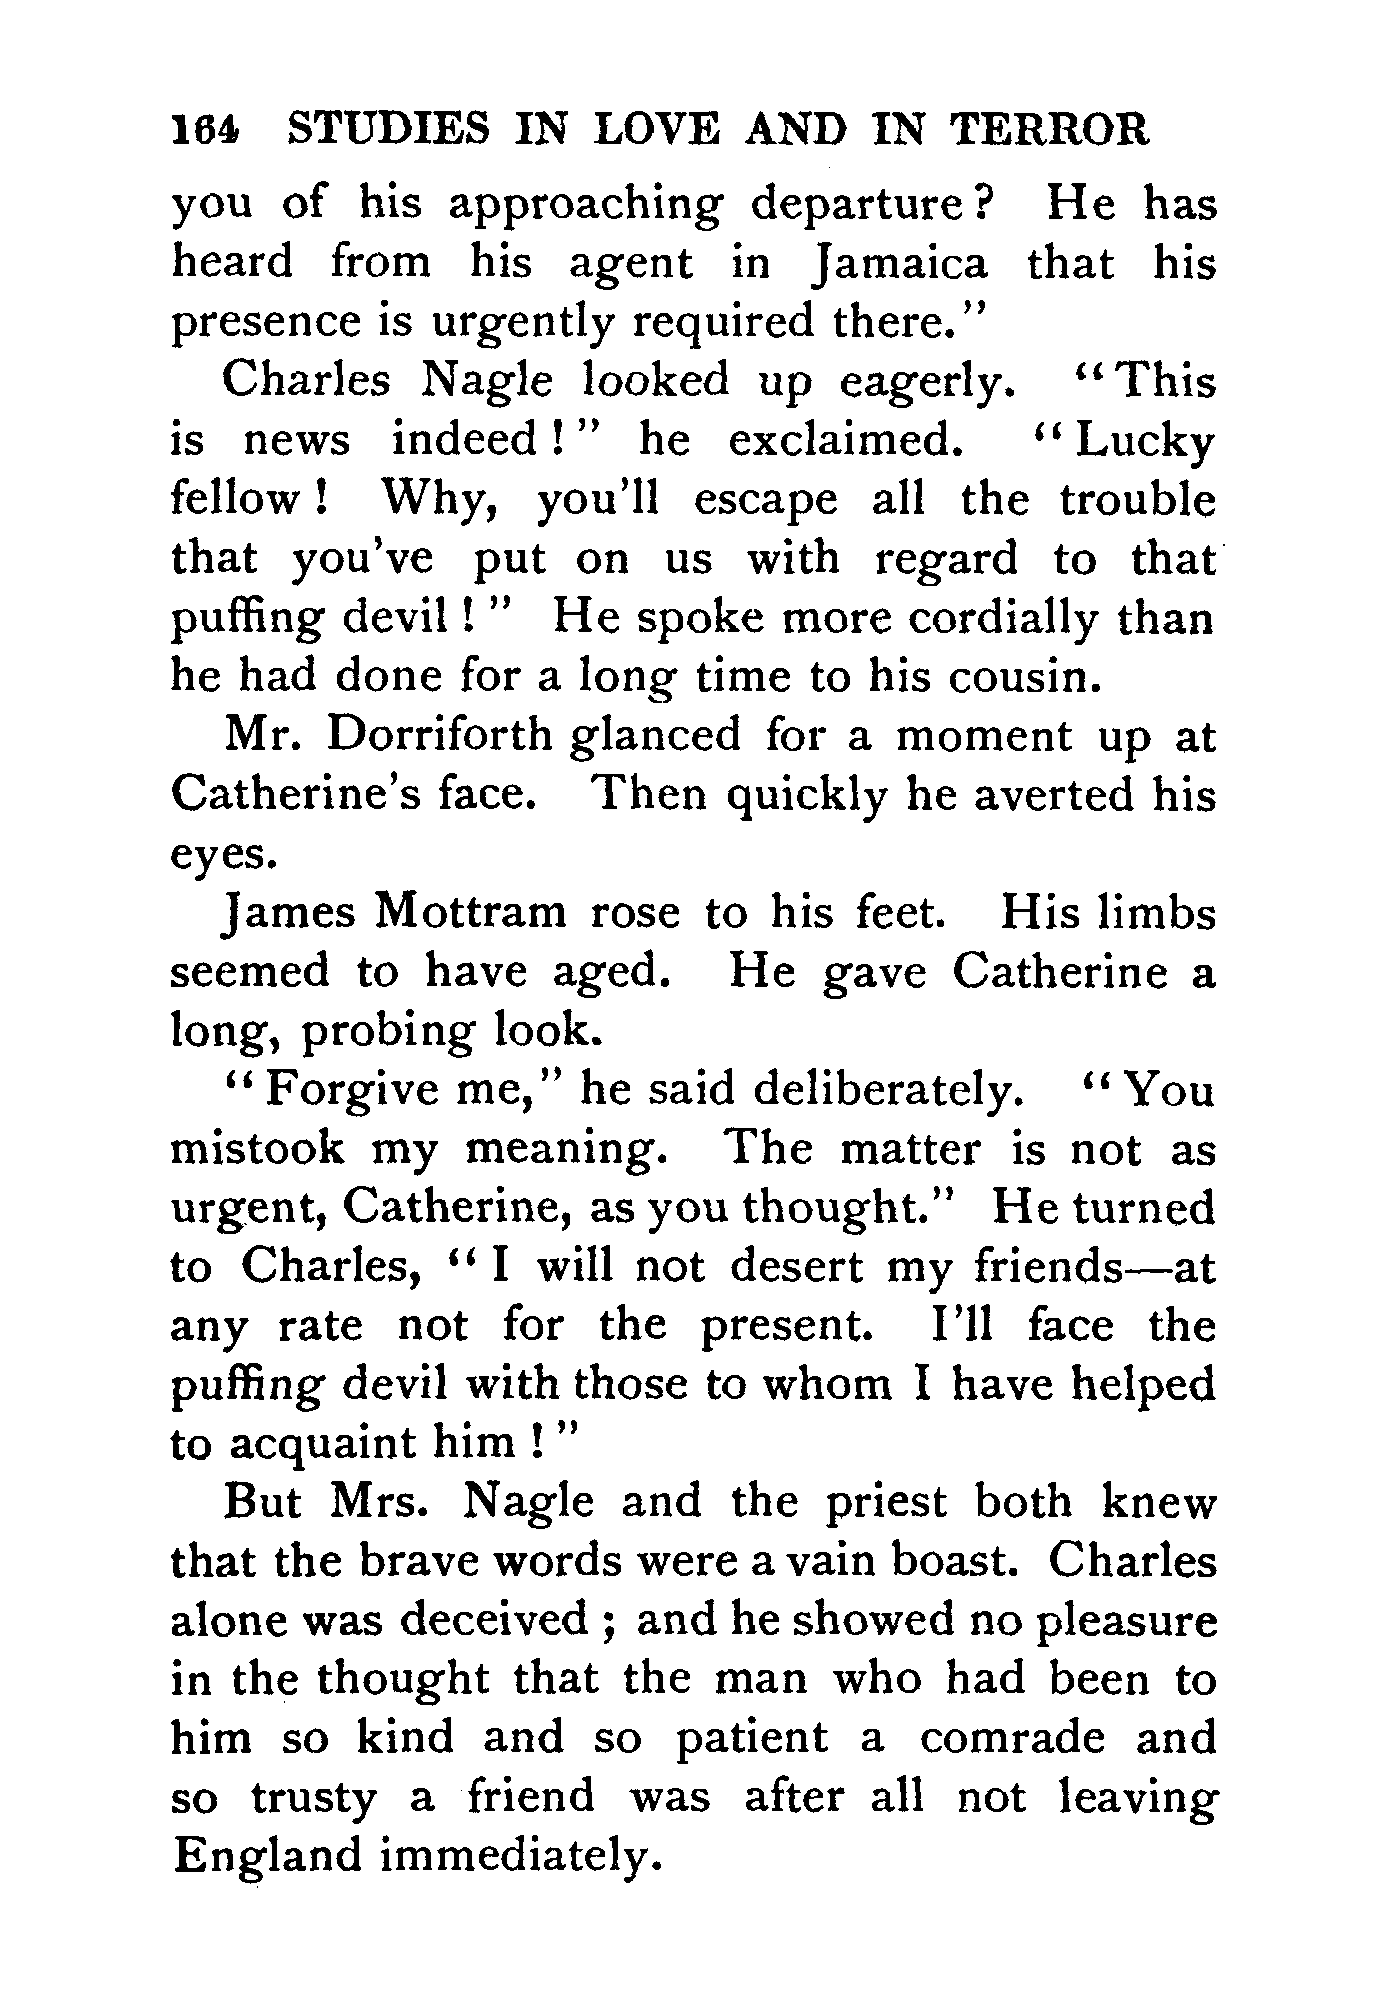 164 STUDIES IN LOVE AND IN TERROR
you of his approaching departure? He has
heard from his agent in Jamaica that his
presence is urgently required there."
Charles Nagle looked up eagerly. "This
is news indeed!" he exclaimed. "Lucky
fellow! Why, you'll escape all the trouble
that you've put on us with regard to that
puffing devil!" He spoke more cordially than
he had done for a long time to his cousin.
Mr. Dorriforth glanced for a moment up at
Catherine's face. Then quickly he averted his
eyes.
James Mottram rose to his feet. His limbs
seemed to have aged. He gave Catherine a
long, probing look.
"Forgive me," he said deliberately. "You
mistook my meaning. The matter is not as
urgent, Catherine, as you thought." He turned
to Charles, "I will not desert my friends—at
any rate not for the present. I'll face the
puffing devil with those to whom I have helped
to acquaint him!"
But Mrs. Nagle and the priest both knew
that the brave words were a vain boast. Charles
alone was deceived; and he showed no pleasure
in the thought that the man who had been to
him so kind and so patient a comrade and
so trusty a friend was after all not leaving
England immediately.